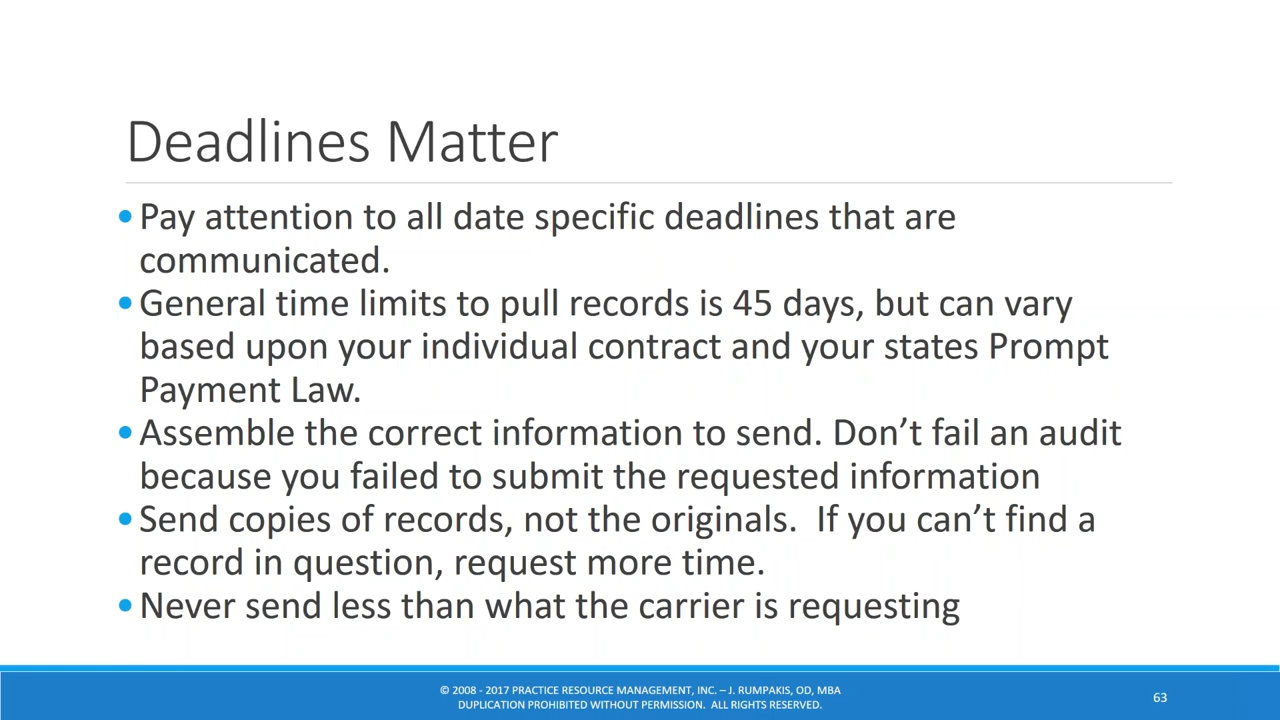 Deadlines Matter
•Pay attention to all date specific deadlines that are
communicated.
•General time limits to pull records is 45 days, but can vary
based upon your individual contract and your states Prompt
Payment Law.
•Assemble the correct information to send. Don’t fail an audit
because you failed to submit the requested information
•Send copies of records, not the originals.  If you can’t find a
record in question, request more time.
•Never send less than what the carrier is requesting
© 2008 - 2017 PRACTICE RESOURCE MANAGEMENT, INC. – J. RUMPAKIS, OD, MBA
DUPLICATION PROHIBITED WITHOUT PERMISSION.  ALL RIGHTS RESERVED.
63